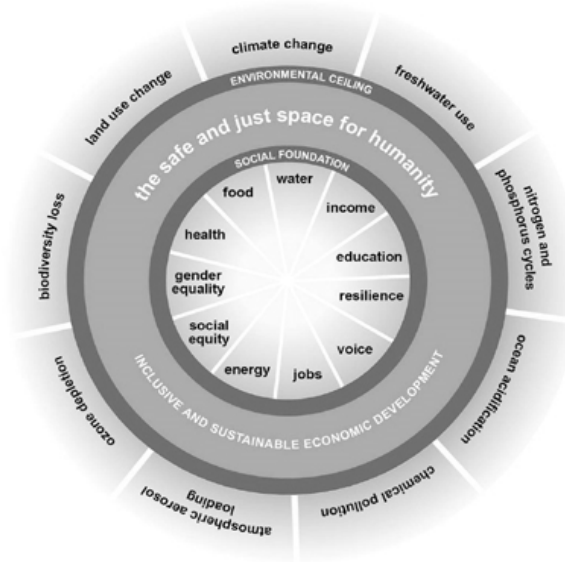 climate change
freshwater use
nitrogen and
phosphorus cycles
ocean acidification
chemical pollution
atmospheric aerosol
loading
ozone depletion
biodiversity loss
land use change
ENVIRONMENTAL CEILING
the safe and just space for humanity
SOCIAL FOUNDATION
water
income
education
resilience
voice
jobs
energy
social
equity
gender
equality
health
food
INCLUSIVE AND SUSTAINABLE ECONOMIC DEVELOPMENT